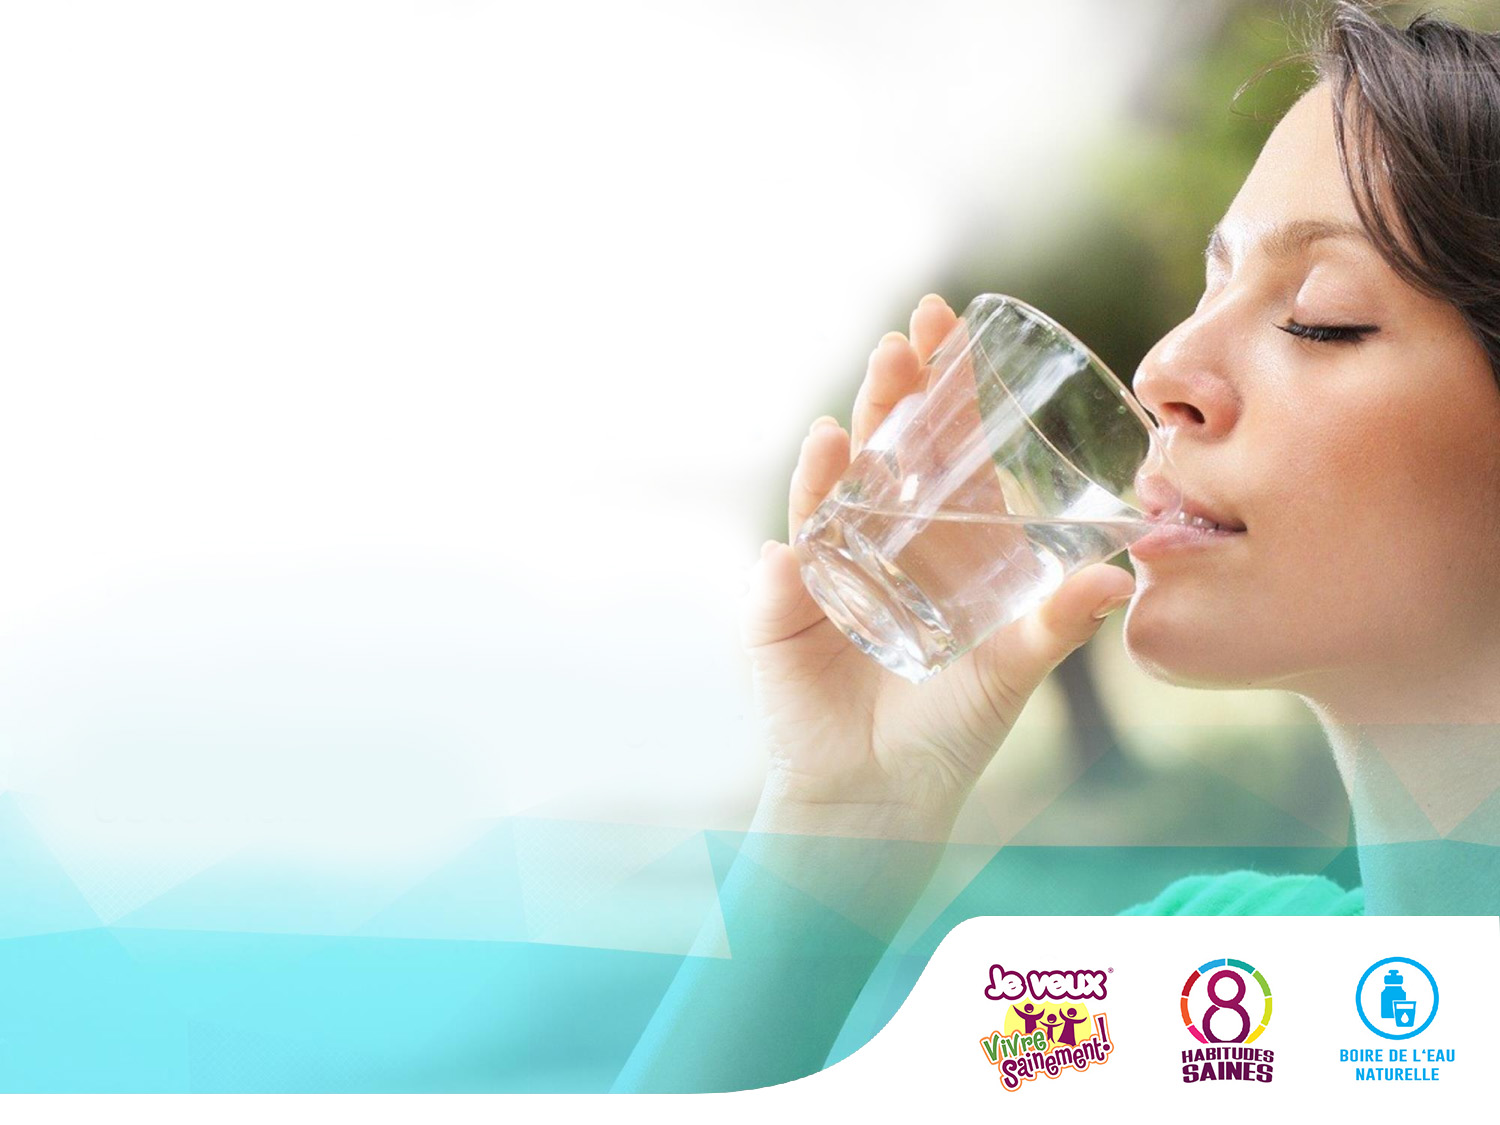 Je veux®
Vivre
Sainement!
8
HABITUDES
SAINES
BOIRE DE L'EAU
NATURELLE